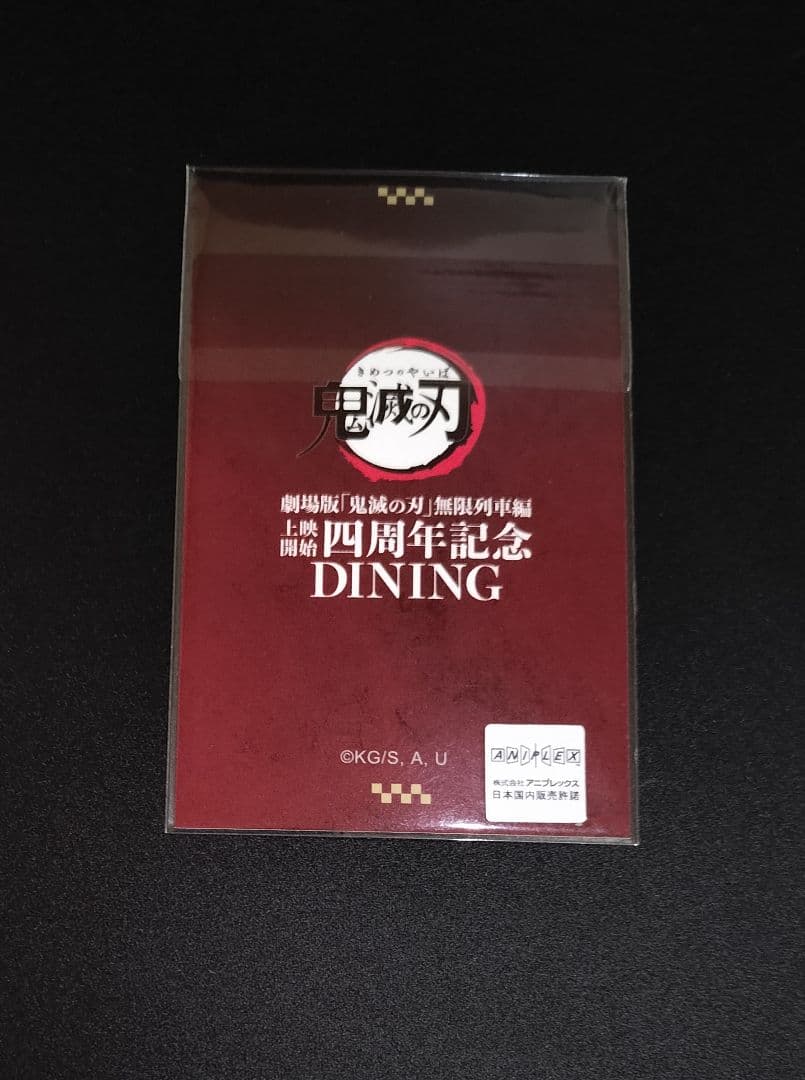 きめつのやいば
鬼滅の刃
劇場版「鬼滅の刃」無限列車編
上映開始 四周年記念
DINING
©KG/S, A, U
ANIPLEX
株式会社 アニプレックス
日本国内販売許諾